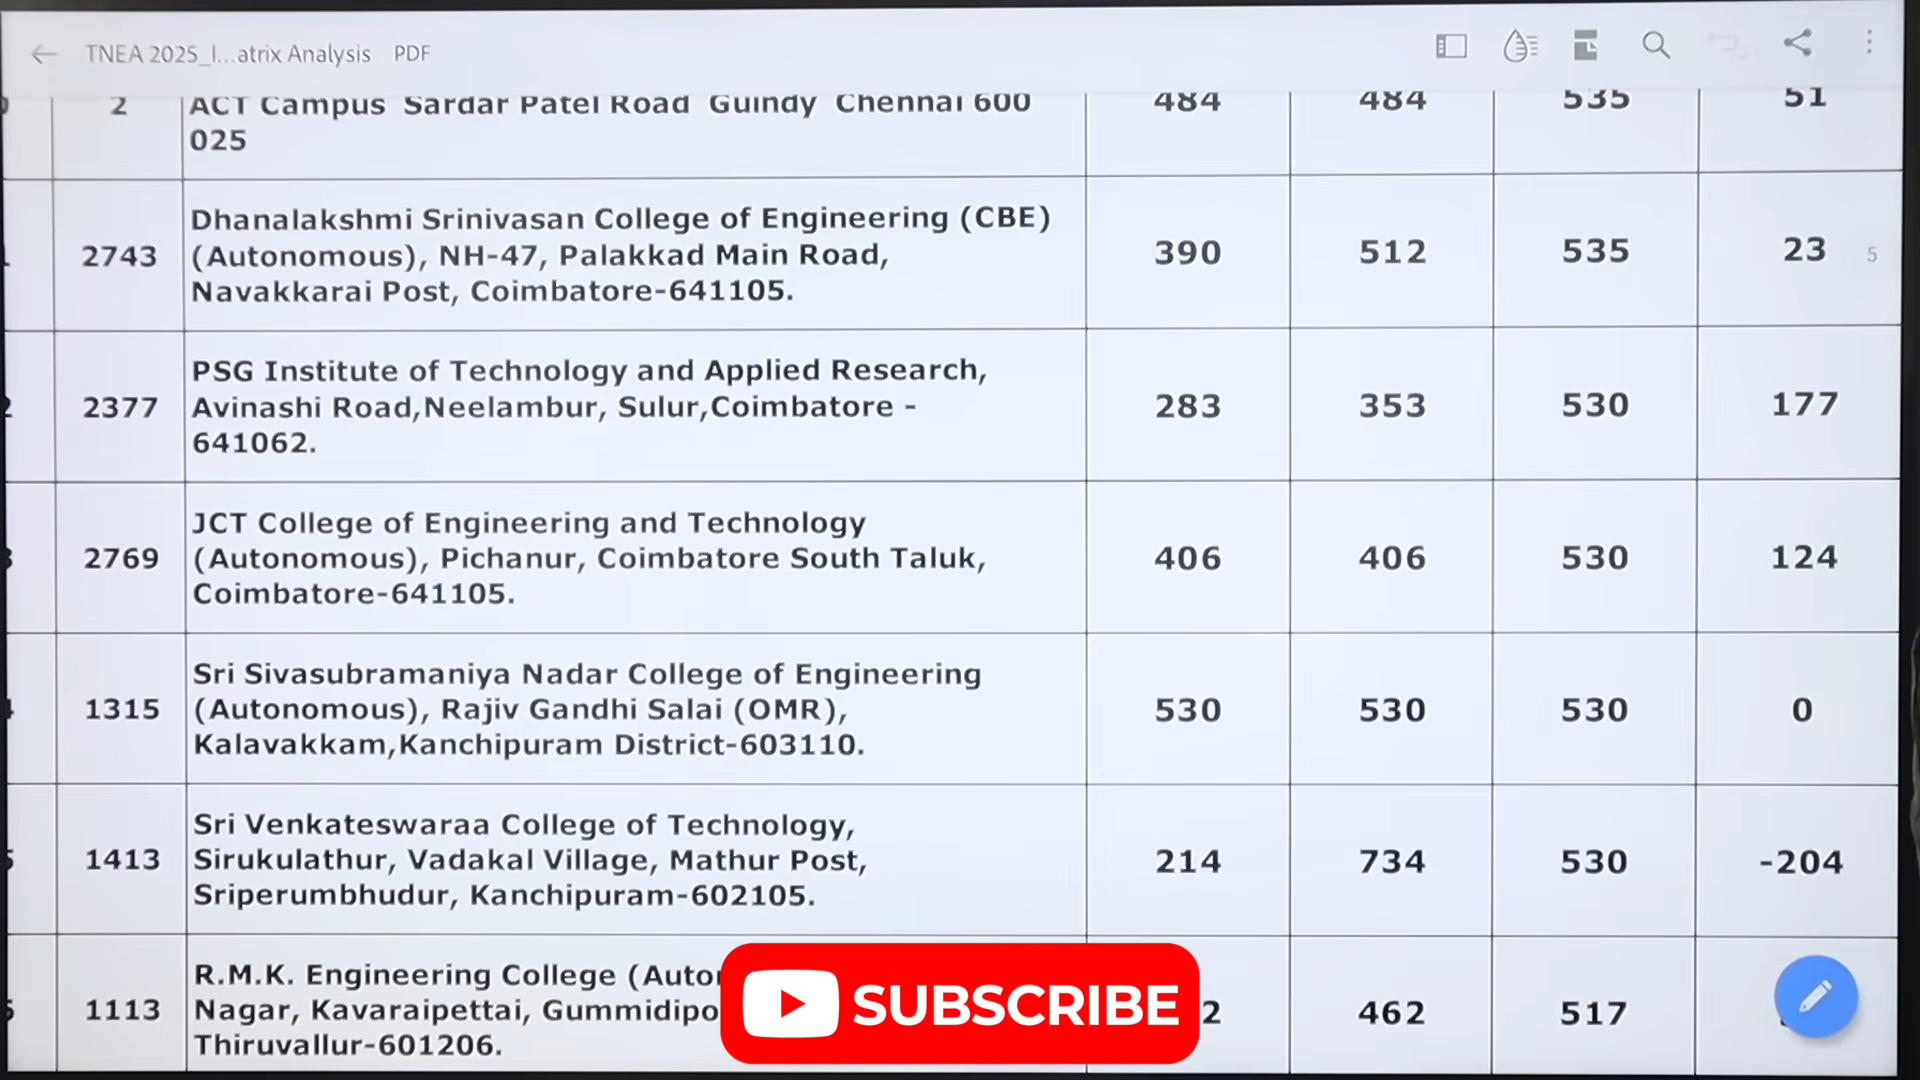 TNEA 2025_I...atrix Analysis PDF
2 ACT Campus Sardar Patel Road Guindy Chennai 600 484 484 535 51
025
Dhanalakshmi Srinivasan College of Engineering (CBE)
2743 (Autonomous), NH-47, Palakkad Main Road, 390 512 535 23 5
Navakkarai Post, Coimbatore-641105.
PSG Institute of Technology and Applied Research,
2377 Avinashi Road,Neelambur, Sulur,Coimbatore - 283 353 530 177
641062.
JCT College of Engineering and Technology
2769 (Autonomous), Pichanur, Coimbatore South Taluk, 406 406 530 124
Coimbatore-641105.
Sri Sivasubramaniya Nadar College of Engineering
1315 (Autonomous), Rajiv Gandhi Salai (OMR), 530 530 530 0
Kalavakkam,Kanchipuram District-603110.
Sri Venkateswaraa College of Technology,
1413 Sirukulathur, Vadakal Village, Mathur Post, 214 734 530 -204
Sriperumbhudur, Kanchipuram-602105.
R.M.K. Engineering College
1113 Nagar, Kavaraipettai, 2 462 517
Thiruvallur-601206.
SUBSCRIBE